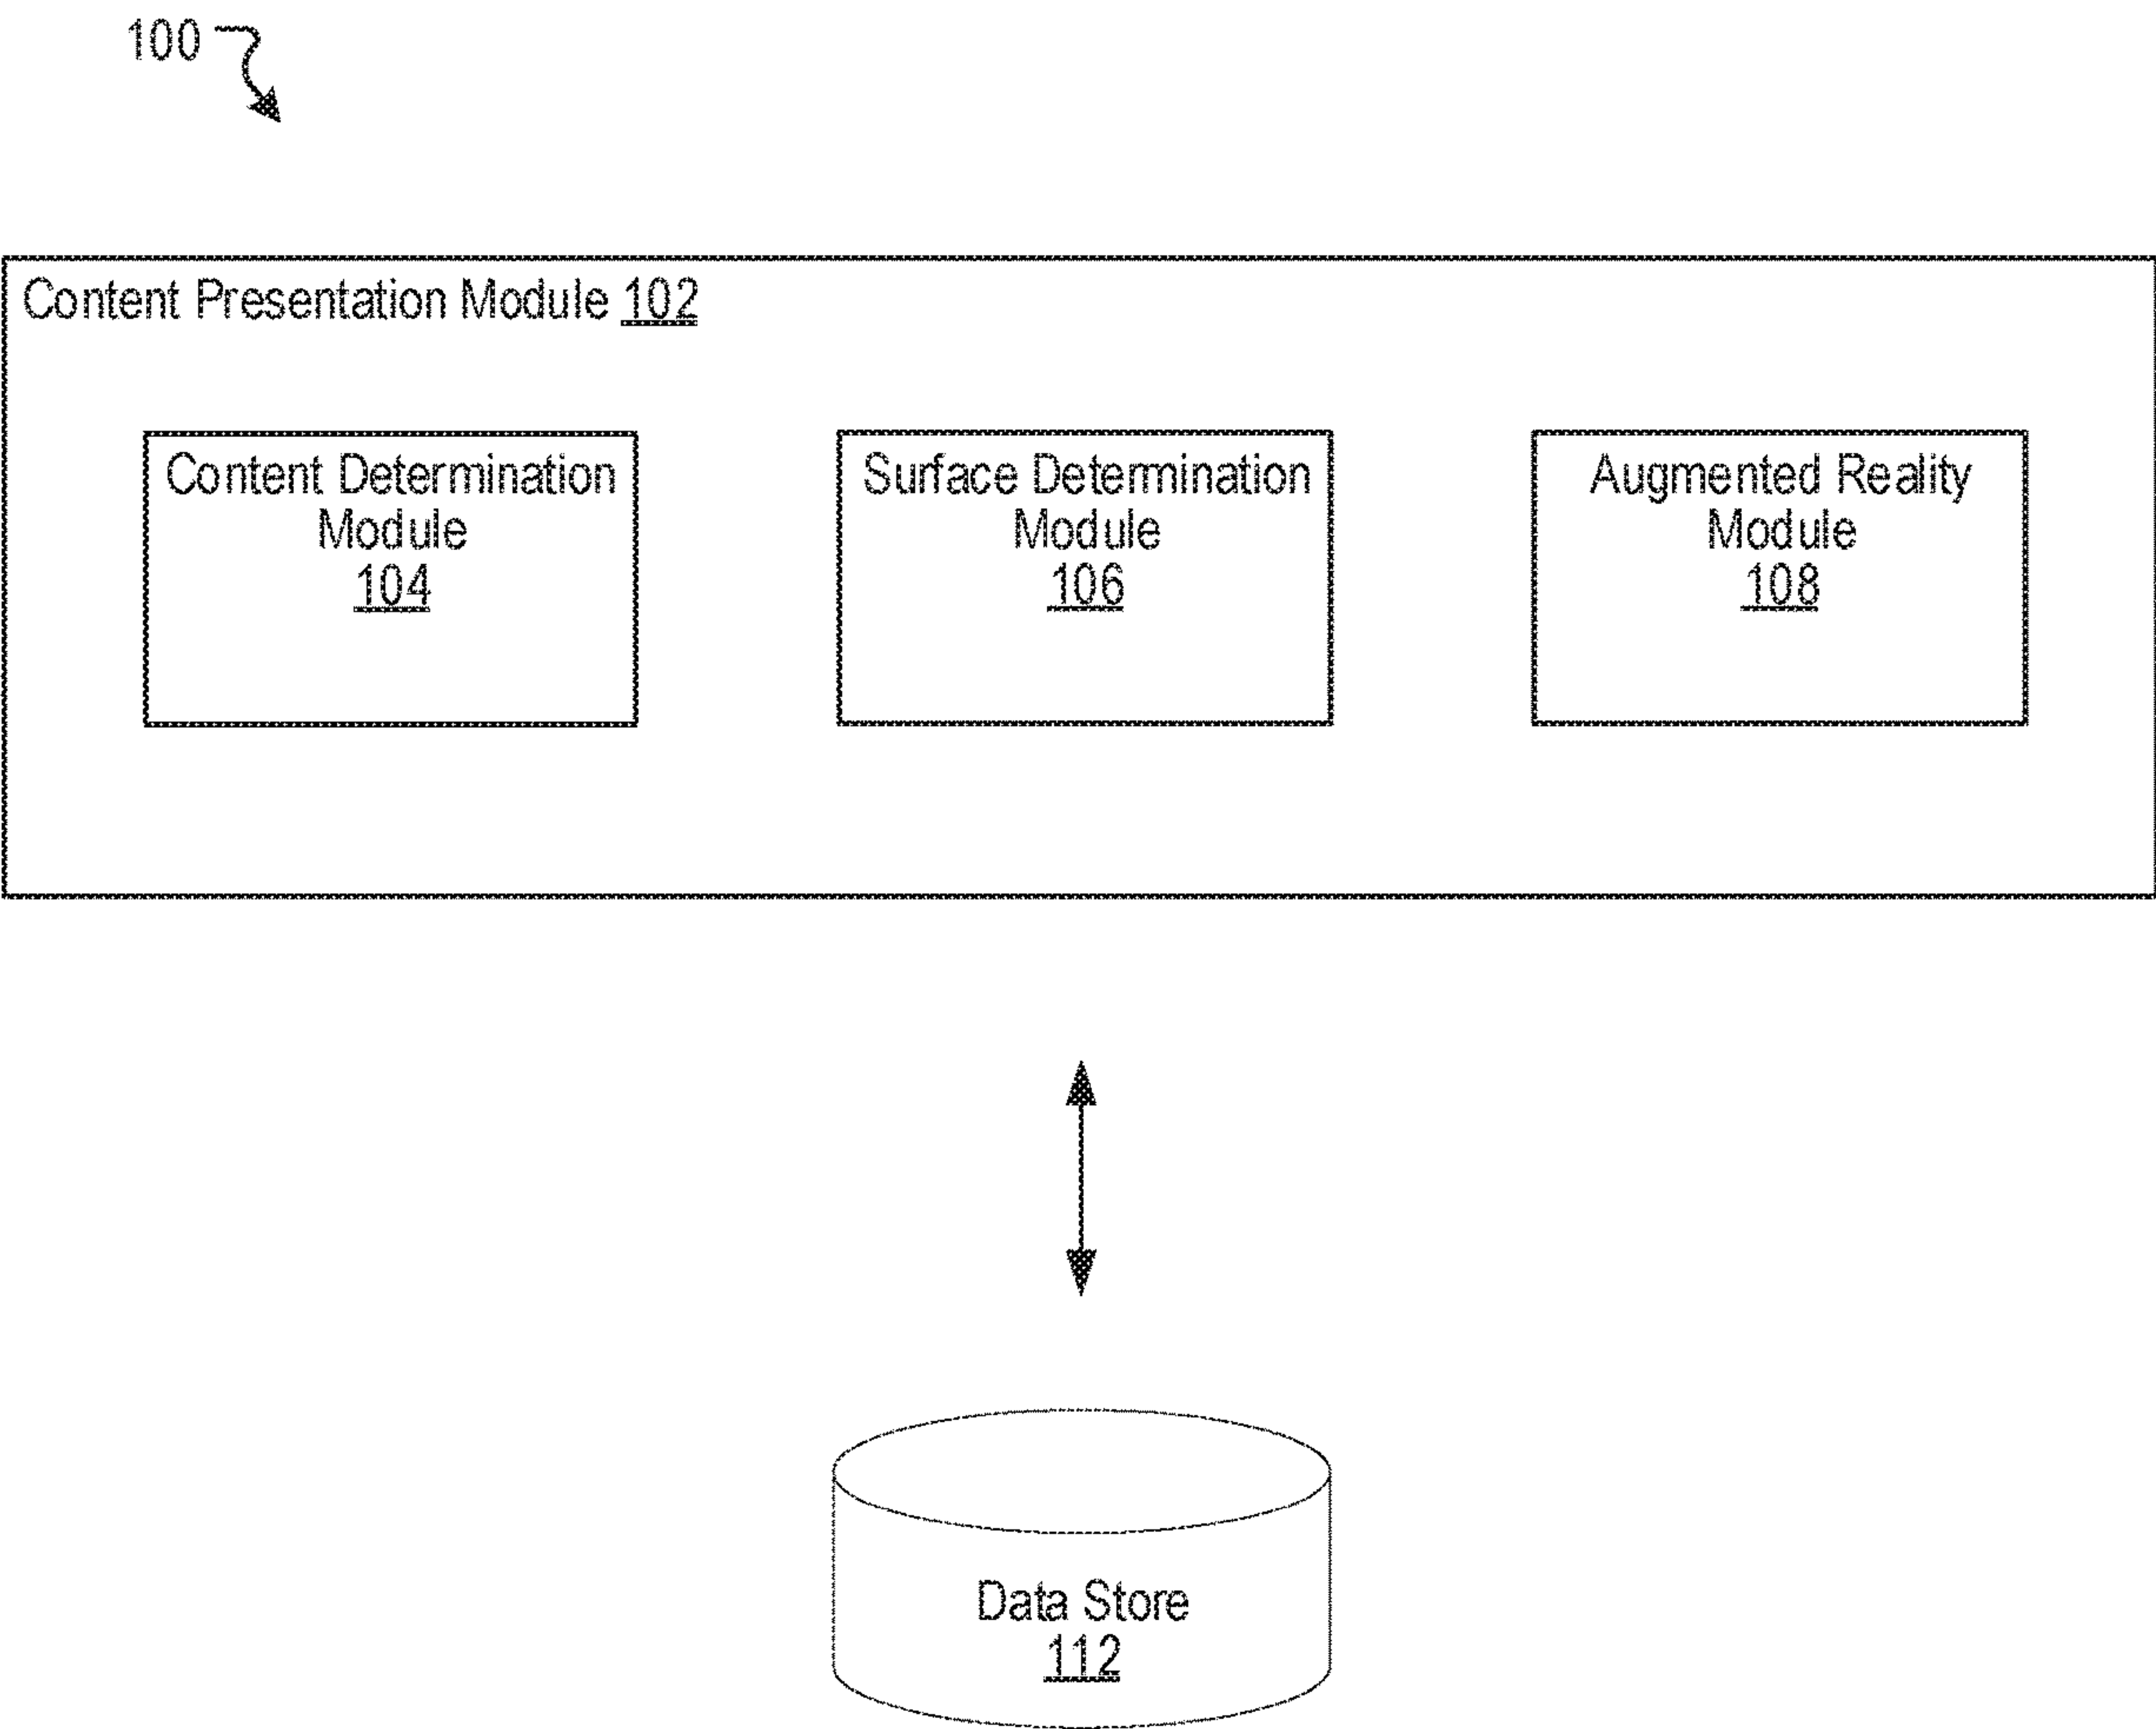 100
Content Presentation Module 102
Content Determination
Module
104
Surface Determination
Module
106
Augmented Reality
Module
108
Data Store
112